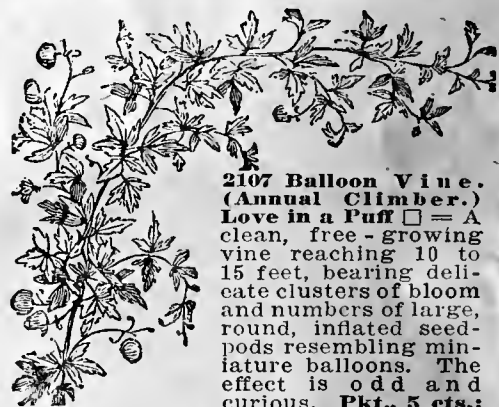 2107 Balloon Vine.
(Annual Climber.)
Love in a Puff □ = A
clean, free-growing
vine reaching 10 to
15 feet, bearing deli-
cate clusters of bloom
and numbers of large,
round, inflated seed-
pods resembling min-
iature balloons. The
effect is odd and
curious. Pkt., 5 cts.;